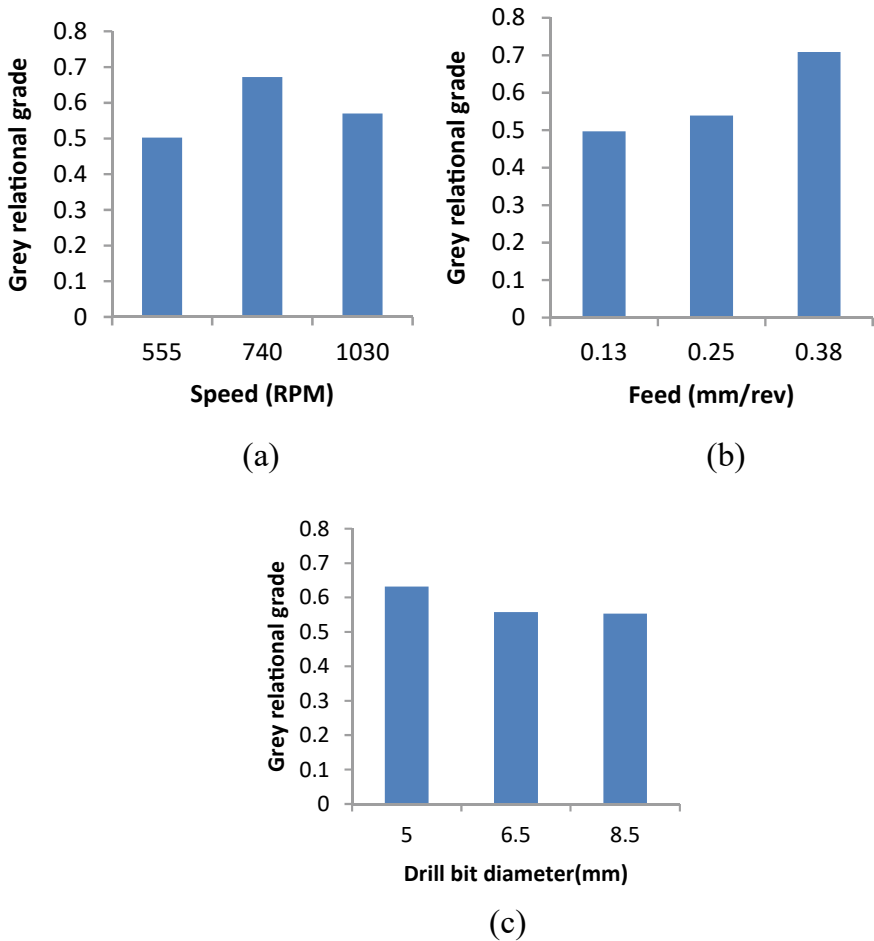 Grey relational grade
0.8
0.7
0.6
0.5
0.4
0.3
0.2
0.1
0
555 740 1030
Speed (RPM)
(a)
Grey relational grade
0.8
0.7
0.6
0.5
0.4
0.3
0.2
0.1
0
0.13 0.25 0.38
Feed (mm/rev)
(b)
Grey relational grade
0.8
0.7
0.6
0.5
0.4
0.3
0.2
0.1
0
5 6.5 8.5
Drill bit diameter(mm)
(c)